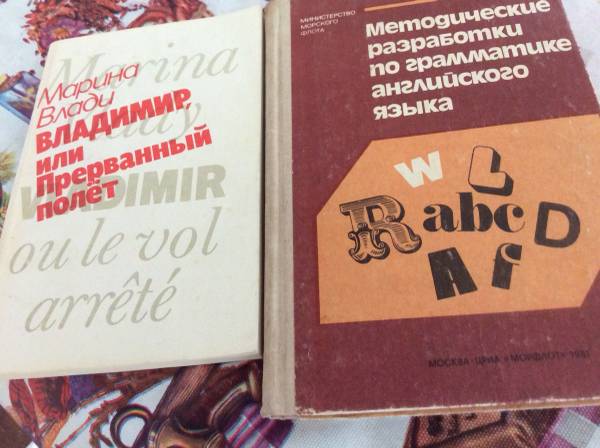 Marina
Vlady
Марина
Влади
ВЛАДИМИР,
или
Прерванный
полёт
VLADIMIR
ou le vol
arrêté
МИНИСТЕРСТВО
МОРСКОГО
ФЛОТА
Методические
разработки
по грамматике
английского
языка
W L
R abc D
A f
МОСКВА · ЦРИА «МОРФЛОТ» 1981